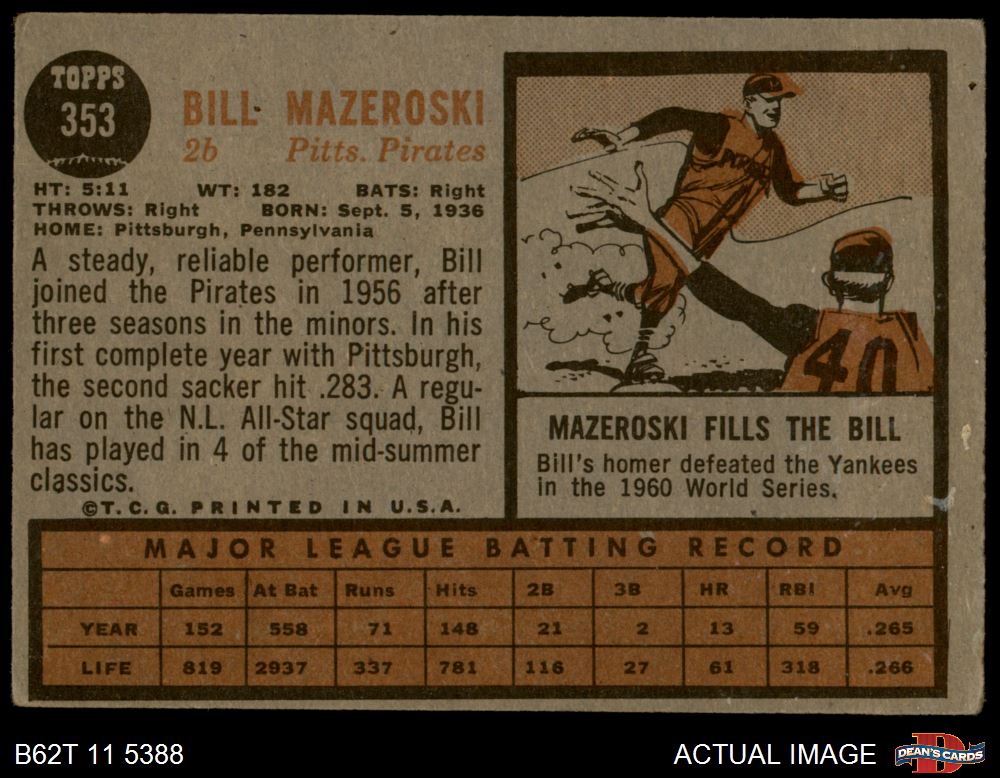 TOPPS
353
BILL MAZEROSKI
2b Pitts. Pirates
HT: 5:11 WT: 182 BATS: Right
THROWS: Right BORN: Sept. 5, 1936
HOME: Pittsburgh, Pennsylvania
A steady, reliable performer, Bill
joined the Pirates in 1956 after
three seasons in the minors. In his
first complete year with Pittsburgh,
the second sacker hit .283. A regu-
lar on the N.L. All-Star squad, Bill
has played in 4 of the mid-summer
classics.
©T.C.G. PRINTED IN U.S.A.
40
MAZEROSKI FILLS THE BILL
Bill's homer defeated the Yankees
in the 1960 World Series.
MAJOR LEAGUE BATTING RECORD
Games At Bat Runs Hits 2B 3B HR RBI Avg
YEAR 152 558 71 148 21 2 13 59 .265
LIFE 819 2937 337 781 116 27 61 318 .266
B62T 11 5388
ACTUAL IMAGE
DEAN'S CARDS